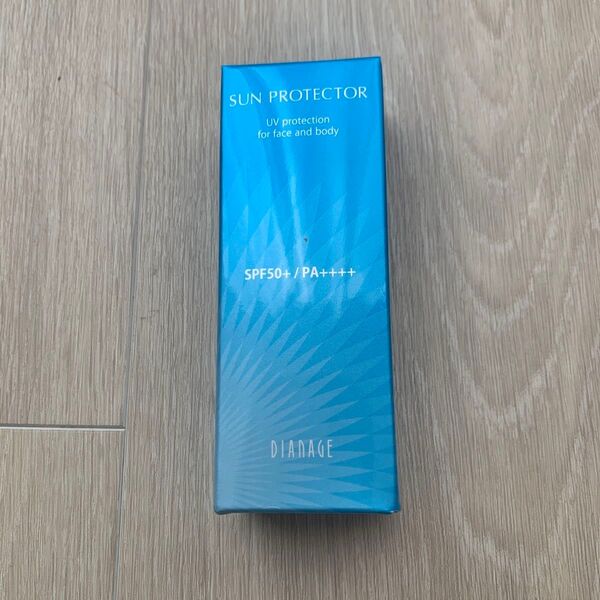 SUN PROTECTOR
UV protection
for face and body
SPF50+ / PA++++
DIANAGE